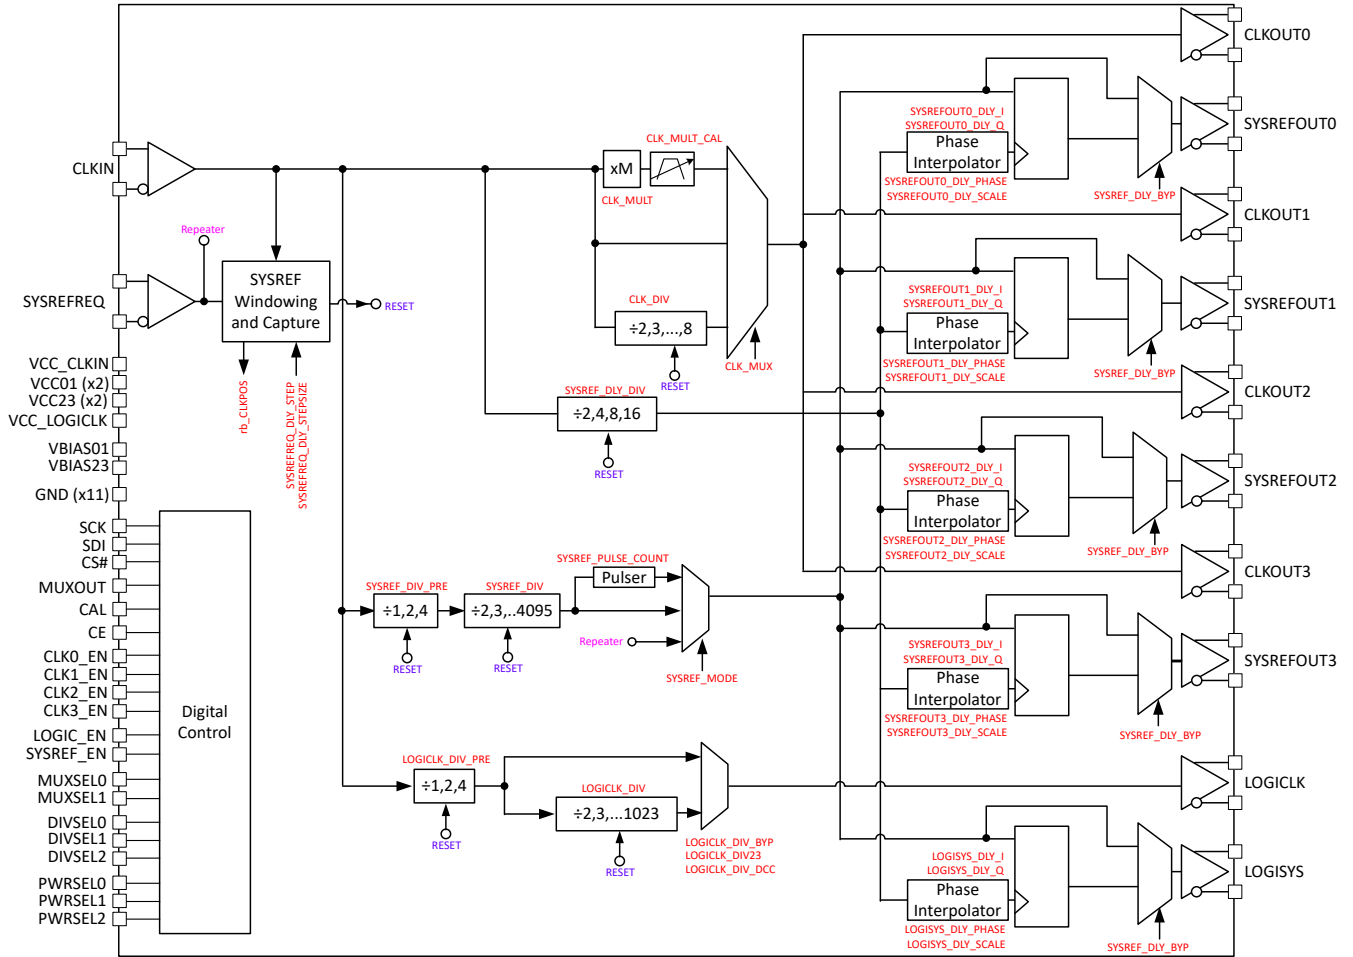 CLKOUT0
SYSREFOUT0_DLY_I
SYSREFOUT0_DLY_Q
Phase
Interpolator
SYSREFOUT0_DLY_PHASE
SYSREFOUT0_DLY_SCALE
SYSREF_DLY_BYP
SYSREFOUT0
CLKIN
CLK_MULT_CAL
xM
CLK_MULT
CLKOUT1
Repeater
SYSREFREQ
SYSREF
Windowing
and Capture
RESET
rb_CLKPOS
SYSREFREQ_DLY_STEP
SYSREFREQ_DLY_STEPSIZE
CLK_DIV
÷2,3,...,8
RESET
CLK_MUX
SYSREFOUT1_DLY_I
SYSREFOUT1_DLY_Q
Phase
Interpolator
SYSREFOUT1_DLY_PHASE
SYSREFOUT1_DLY_SCALE
SYSREF_DLY_BYP
SYSREFOUT1
VCC_CLKIN
VCC01 (x2)
VCC23 (x2)
VCC_LOGICLK
VBIAS01
VBIAS23
GND (x11)
SYSREF_DLY_DIV
÷2,4,8,16
RESET
CLKOUT2
SYSREFOUT2_DLY_I
SYSREFOUT2_DLY_Q
Phase
Interpolator
SYSREFOUT2_DLY_PHASE
SYSREFOUT2_DLY_SCALE
SYSREF_DLY_BYP
SYSREFOUT2
SCK
SDI
CS#
MUXOUT
CAL
CE
CLK0_EN
CLK1_EN
CLK2_EN
CLK3_EN
LOGIC_EN
SYSREF_EN
MUXSEL0
MUXSEL1
DIVSEL0
DIVSEL1
DIVSEL2
PWRSEL0
PWRSEL1
PWRSEL2
Digital
Control
SYSREF_DIV_PRE
÷1,2,4
RESET
SYSREF_DIV
÷2,3,..4095
RESET
SYSREF_PULSE_COUNT
Pulser
Repeater
SYSREF_MODE
CLKOUT3
SYSREFOUT3_DLY_I
SYSREFOUT3_DLY_Q
Phase
Interpolator
SYSREFOUT3_DLY_PHASE
SYSREFOUT3_DLY_SCALE
SYSREF_DLY_BYP
SYSREFOUT3
LOGICLK_DIV_PRE
÷1,2,4
RESET
LOGICLK_DIV
÷2,3,...1023
RESET
LOGICLK_DIV_BYP
LOGICLK_DIV23
LOGICLK_DIV_DCC
LOGICLK
LOGISYS_DLY_I
LOGISYS_DLY_Q
Phase
Interpolator
LOGISYS_DLY_PHASE
LOGISYS_DLY_SCALE
SYSREF_DLY_BYP
LOGISYS